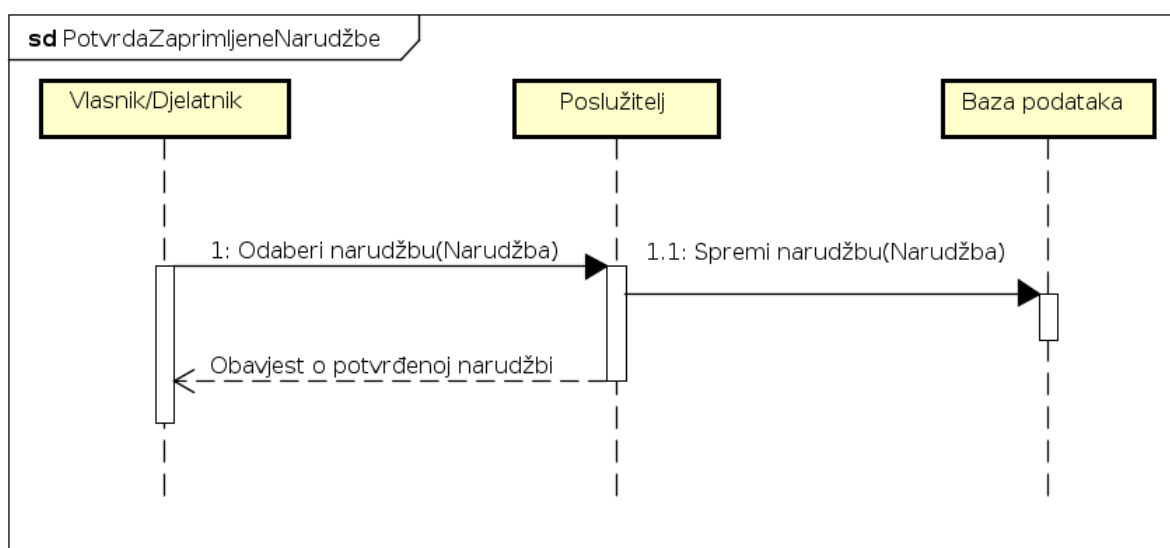 sd PotvrdaZaprimljeneNarudžbe
Vlasnik/Djelatnik
Poslužitelj
Baza podataka
1: Odaberi narudžbu(Narudžba)
1.1: Spremi narudžbu(Narudžba)
Obavjest o potvrđenoj narudžbi